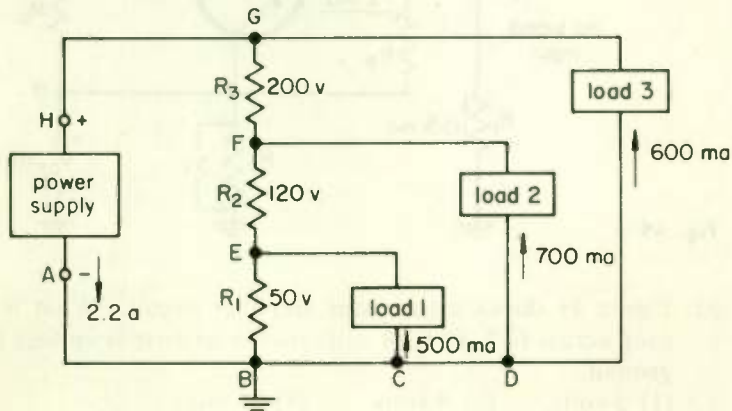 G
R3 200 v
load 3
H +
F
600 ma
power
supply
R2 120 v
load 2
A -
E
700 ma
2.2 a
R1 50 v
load 1
500 ma
B C D